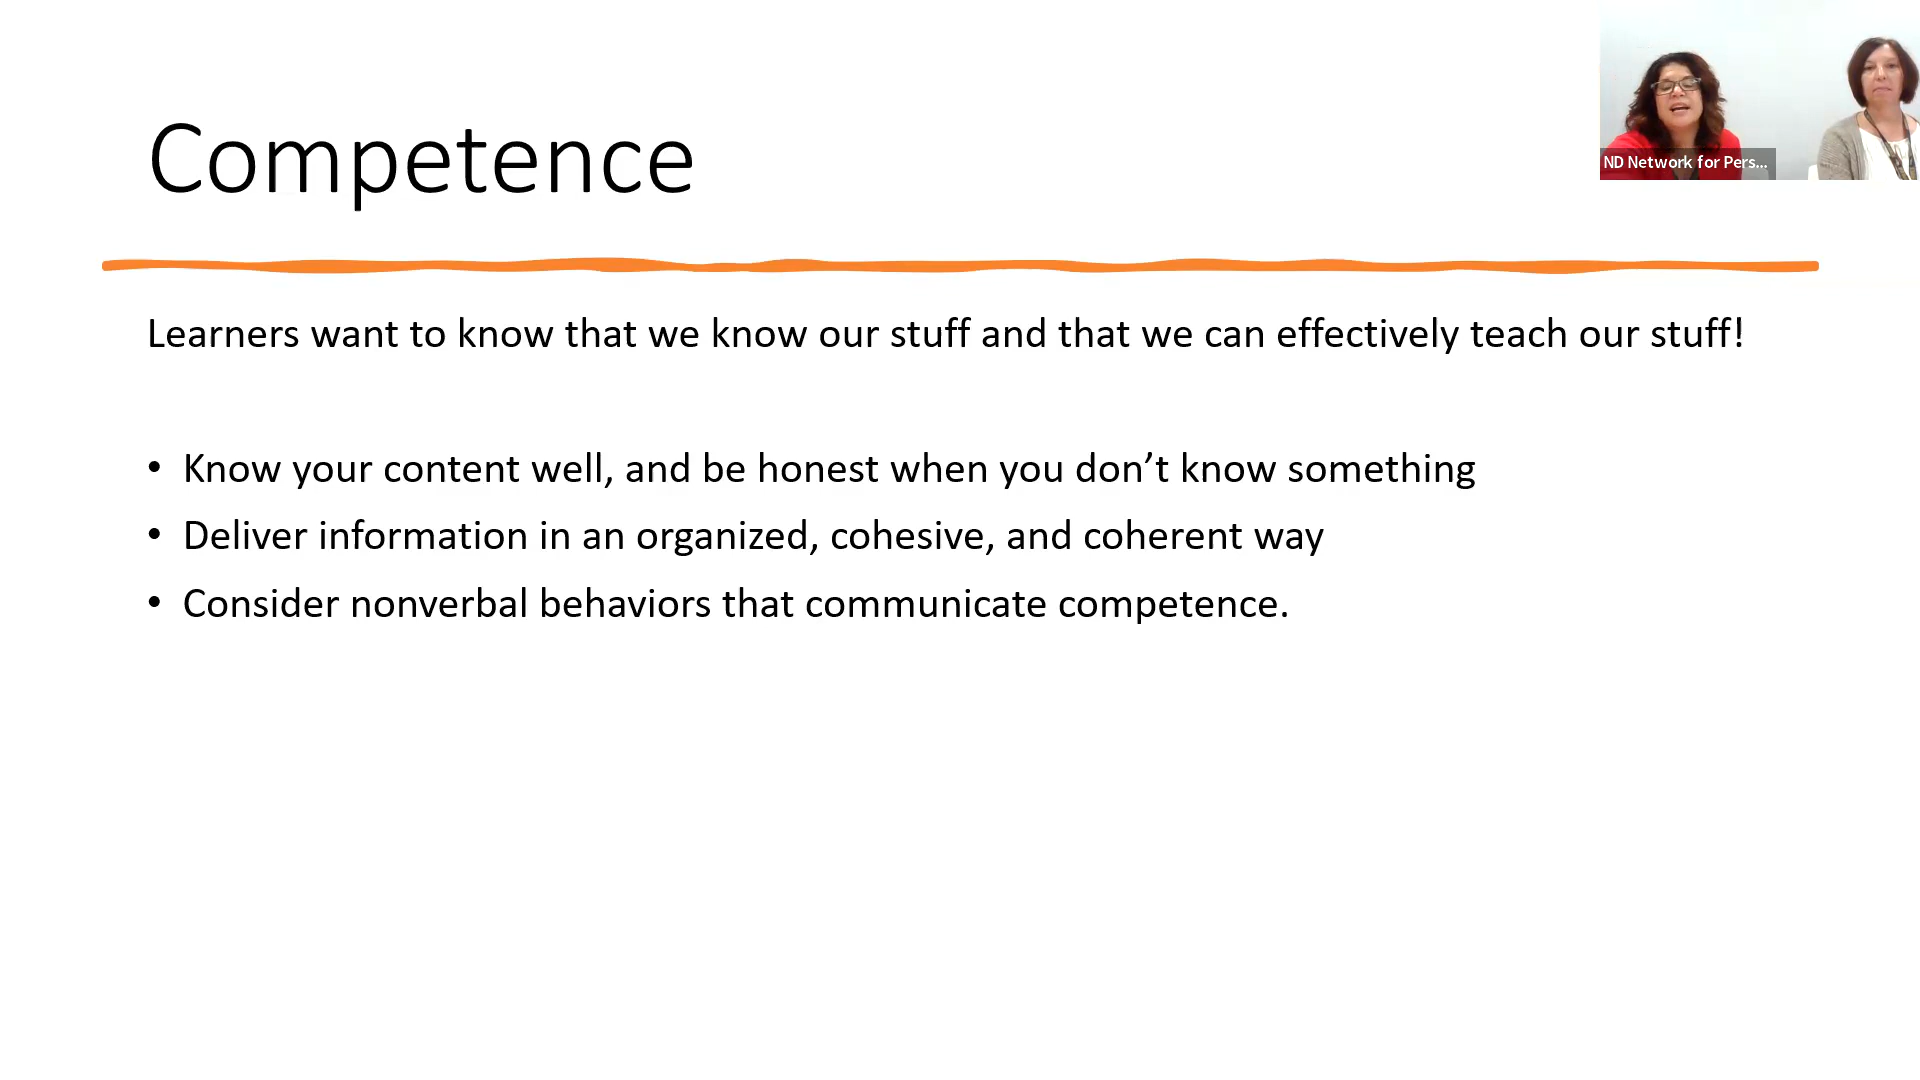 Competence
ND Network for Pers...
Learners want to know that we know our stuff and that we can effectively teach our stuff!
• Know your content well, and be honest when you don’t know something
• Deliver information in an organized, cohesive, and coherent way
• Consider nonverbal behaviors that communicate competence.